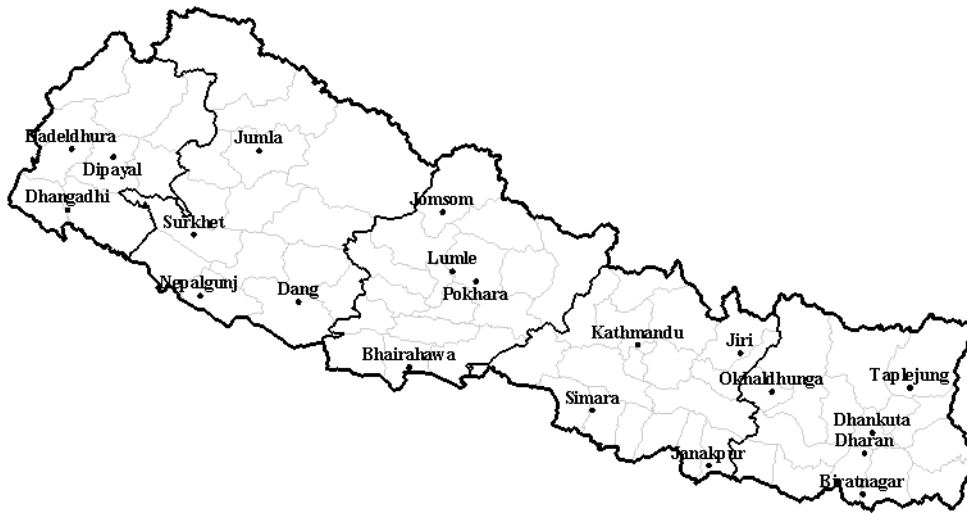 Dadeldhura
Jumla
Dipayal
Dhangadhi
Jomsom
Surkhet
Lumle
Nepalgunj
Dang
Pokhara
Kathmandu
Jiri
Bhairahawa
Okhaldhunga
Taplejung
Simara
Dhankuta
Dharan
Janakpur
Biratnagar